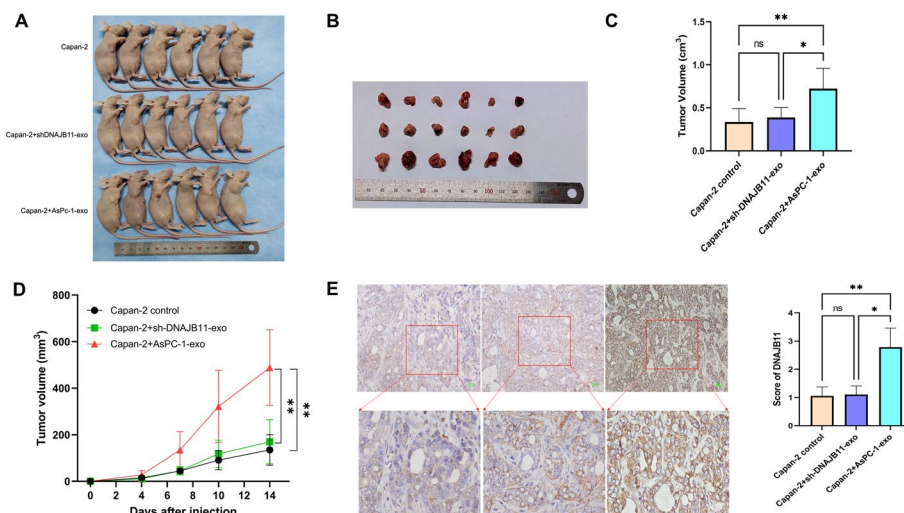 A
Capan-2
Capan-2+shDNAJB11-exo
Capan-2+AsPc-1-exo
B
C
Tumor Volume (cm³)
1.5
1.0
0.5
0.0
**
ns
*
Capan-2 control
Capan-2+sh-DNAJB11-exo
Capan-2+AsPC-1-exo
D
Tumor volume (mm³)
800
600
400
200
0
Capan-2 control
Capan-2+sh-DNAJB11-exo
Capan-2+AsPC-1-exo
**
**
0
2
4
6
8
10
12
14
Days after injection
E
Score of DNAJB11
5
4
3
2
1
0
**
ns
*
Capan-2 control
Capan-2+sh-DNAJB11-exo
Capan-2+AsPC-1-exo